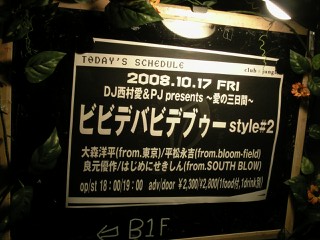 TODAY'S SCHEDULE
club jungle
2008.10.17 FRI
DJ西村愛&PJ presents ～愛の三日間～
ビビデバビデブゥー style#2
大森洋平(from.東京)/平松永吉(from.bloom-field)
良元優作/はじめにきせしん(from.SOUTH BLOW)
op/st 18:00/19:00 adv/door ¥2,300/¥2,800(1food付,1drink別)
← B1F